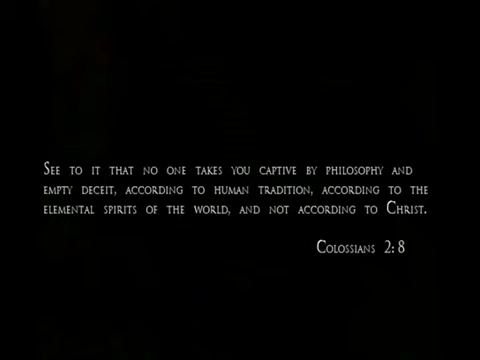 See to it that no one takes you captive by philosophy and
empty deceit, according to human tradition, according to the
elemental spirits of the world, and not according to Christ.
Colossians 2:8